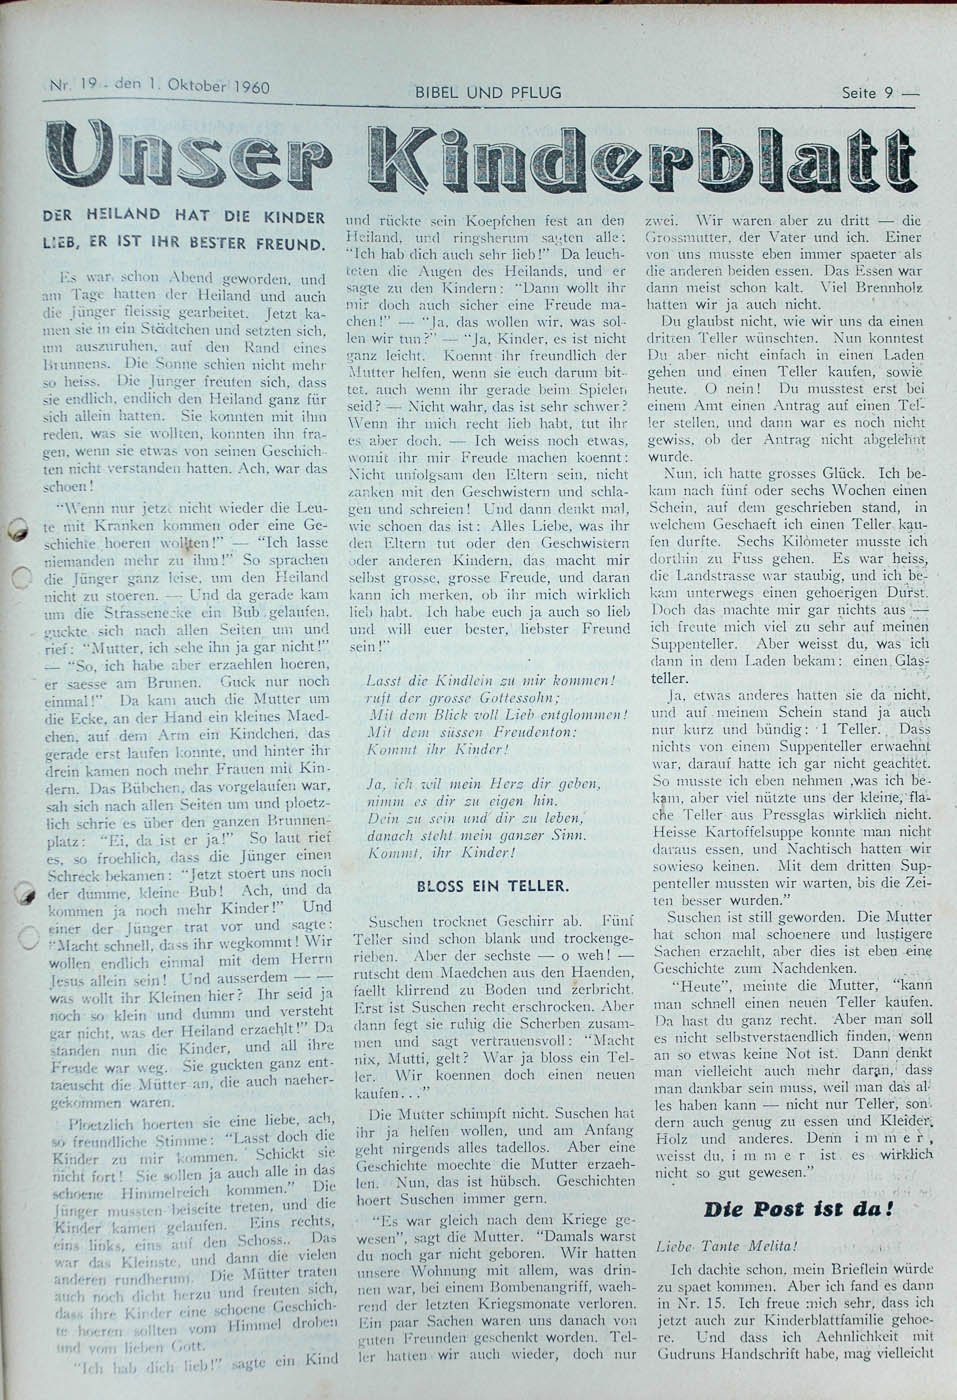 Nr. 19 - den 1. Oktober 1960
BIBEL UND PFLUG
Seite 9 —
Unser Kinderblatt
DER HEILAND HAT DIE KINDER
LIEB, ER IST IHR BESTER FREUND.
Es war schon Abend geworden, und
am Tage hatten der Heiland und auch
die Jünger fleissig gearbeitet. Jetzt ka-
men sie in ein Städtchen und setzten sich,
um auszuruhen, auf den Rand eines
Brunnens. Die Sonne schien nicht mehr
so heiss. Die Junger freuten sich, dass
sie endlich, endlich den Heiland ganz für
sich allein hatten. Sie konnten mit ihm
reden, was sie wollten, konnten ihn fra-
gen, wenn sie etwas von seinen Geschich-
ten nicht verstanden hatten. Ach, war das
schoen!
"Wenn nur jetzt nicht wieder die Leu-
te mit Kranken kommen oder eine Ge-
schichte hoeren wollten!" — "Ich lasse
niemanden mehr zu ihm!" So sprachen
die Jünger ganz leise, um den Heiland
nicht zu stoeren. — Und da gerade kam
um die Strassenecke ein Bub gelaufen,
guckte sich nach allen Seiten um und
rief: "Mutter, ich sehe ihn ja gar nicht!"
— "So, ich habe aber erzaehlen hoeren,
er saesse am Brunen. Guck nur noch
einmal!" Da kam auch die Mutter um
die Ecke, an der Hand ein kleines Maed-
chen, auf dem Arm ein Kindchen, das
gerade erst laufen konnte, und hinter ihr
drein kamen noch mehr Frauen mit Kin-
dern. Das Bübchen, das vorgelaufen war,
sah sich nach allen Seiten um und ploetz-
lich schrie es über den ganzen Brunnen-
platz: "Ei, da ist er ja!" So laut rief
es, so froehlich, dass die Jünger einen
Schreck bekamen: "Jetzt stoert uns noch
der dumme, kleine Bub! Ach, und da
kommen ja noch mehr Kinder!" Und
einer der Jünger trat vor und sagte:
"Macht schnell, dass ihr wegkommt! Wir
wollen endlich einmal mit dem Herrn
Jesus allein sein! Und ausserdem — —
was wollt ihr Kleinen hier? Ihr seid ja
noch so klein und dumm und versteht
gar nicht, was der Heiland erzaehlt!" Da
standen nun die Kinder, und all ihre
Freude war weg. Sie guckten ganz ent-
taeuscht die Mütter an, die auch naeher-
gekommen waren.
Ploetzlich hoerten sie eine liebe, ach,
so freundliche Stimme: "Lasst doch die
Kinder zu mir kommen. Schickt sie
nicht fort! Sie sollen ja auch alle in das
schoene Himmelreich kommen." Die
Jünger mussten beiseite treten, und die
Kinder kamen gelaufen. Eins rechts,
eins links, eins auf den Schoss.. Das
war das Kleinste, und dann die vielen
anderen rundherum. Die Mütter traten
auch noch dicht herzu und freuten sich,
dass ihre Kinder eine schoene Geschich-
te hoeren sollten vom Himmel droben
und vom lieben Gott.
"Ich hab dich lieb!" sagte ein Kind
und rückte sein Koepfchen fest an den
Heiland, und ringsherum sagten alle:
"Ich hab dich auch sehr lieb!" Da leuch-
teten die Augen des Heilands, und er
sagte zu den Kindern: "Dann wollt ihr
mir doch auch sicher eine Freude ma-
chen!" — "Ja, das wollen wir, was sol-
len wir tun?" — "Ja, Kinder, es ist nicht
ganz leicht. Koennt ihr freundlich der
Mutter helfen, wenn sie euch darum bit-
tet, auch wenn ihr gerade beim Spielen
seid? — Nicht wahr, das ist sehr schwer?
Wenn ihr mich recht lieb habt, tut ihr
es aber doch. — Ich weiss noch etwas,
womit ihr mir Freude machen koennt:
Nicht unfolgsam den Eltern sein, nicht
zanken mit den Geschwistern und schla-
gen und schreien! Und dann denkt mal,
wie schoen das ist: Alles Liebe, was ihr
den Eltern tut oder den Geschwistern
oder anderen Kindern, das macht mir
selbst grosse, grosse Freude, und daran
kann ich merken, ob ihr mich wirklich
lieb habt. Ich habe euch ja auch so lieb
und will euer bester, liebster Freund
sein!"
Lasst die Kindlein zu mir kommen!
ruft der grosse Gottessohn;
Mit dem Blick voll Lieb entglommen!
Mit dem süssen Freudenton:
Kommt ihr Kinder!
Ja, ich wil mein Herz dir geben,
nimm es dir zu eigen hin.
Dein zu sein und dir zu leben,
danach steht mein ganzer Sinn.
Kommt, ihr Kinder!
BLOSS EIN TELLER.
Suschen trocknet Geschirr ab. Fünf
Teller sind schon blank und trockenge-
rieben. Aber der sechste — o weh! —
rutscht dem Maedchen aus den Haenden,
faellt klirrend zu Boden und zerbricht.
Erst ist Suschen recht erschrocken. Aber
dann fegt sie ruhig die Scherben zusam-
men und sagt vertrauensvoll: "Macht
nix, Mutti, gelt? War ja bloss ein Tel-
ler. Wir koennen doch einen neuen
kaufen..."
Die Mutter schimpft nicht. Suschen hat
ihr ja helfen wollen, und am Anfang
geht nirgends alles tadellos. Aber eine
Geschichte moechte die Mutter erzaeh-
len. Nun, das ist hübsch. Geschichten
hoert Suschen immer gern.
"Es war gleich nach dem Kriege ge-
wesen", sagt die Mutter. "Damals warst
du noch gar nicht geboren. Wir hatten
unsere Wohnung mit allem, was drin-
nen war, bei einem Bombenangriff, waeh-
rend der letzten Kriegsmonate verloren.
Ein paar Sachen waren uns danach von
guten Freunden geschenkt worden. Tel-
ler hatten wir auch wieder, doch nur
zwei. Wir waren aber zu dritt — die
Grossmutter, der Vater und ich. Einer
von uns musste eben immer spaeter als
die anderen beiden essen. Das Essen war
dann meist schon kalt. Viel Brennholz
hatten wir ja auch nicht.
Du glaubst nicht, wie wir uns da einen
dritten Teller wünschten. Nun konntest
Du aber nicht einfach in einen Laden
gehen und einen Teller kaufen, sowie
heute. O nein! Du musstest erst bei
einem Amt einen Antrag auf einen Tel-
ler stellen, und dann war es noch nicht
gewiss, ob der Antrag nicht abgelehnt
wurde.
Nun, ich hatte grosses Glück. Ich be-
kam nach fünf oder sechs Wochen einen
Schein, auf dem geschrieben stand, in
welchem Geschaeft ich einen Teller kau-
fen durfte. Sechs Kilometer musste ich
dorthin zu Fuss gehen. Es war heiss,
die Landstrasse war staubig, und ich be-
kam unterwegs einen gehoerigen Durst.
Doch das machte mir gar nichts aus —
ich freute mich viel zu sehr auf meinen
Suppenteller. Aber weisst du, was ich
dann in dem Laden bekam: einen Glas-
teller.
Ja, etwas anderes hatten sie da nicht,
und auf meinem Schein stand ja auch
nur kurz und bündig: 1 Teller. Dass
nichts von einem Suppenteller erwaehnt
war, darauf hatte ich gar nicht geachtet.
So musste ich eben nehmen ,was ich be-
kam, aber viel nützte uns der kleine, fla-
che Teller aus Pressglas wirklich nicht.
Heisse Kartoffelsuppe konnte man nicht
daraus essen, und Nachtisch hatten wir
sowieso keinen. Mit dem dritten Sup-
penteller mussten wir warten, bis die Zei-
ten besser wurden."
Suschen ist still geworden. Die Mutter
hat schon mal schoenere und lustigere
Sachen erzaehlt, aber dies ist eben eine
Geschichte zum Nachdenken.
"Heute", meinte die Mutter, "kann
man schnell einen neuen Teller kaufen.
Da hast du ganz recht. Aber man soll
es nicht selbstverstaendlich finden, wenn
an so etwas keine Not ist. Dann denkt
man vielleicht auch mehr daran, dass
man dankbar sein muss, weil man das al-
les haben kann — nicht nur Teller, son-
dern auch genug zu essen und Kleider,
Holz und anderes. Denn i m m e r ,
weisst du, i m m e r ist es wirklich
nicht so gut gewesen."
Die Post ist da!
Liebe Tante Melita!
Ich dachte schon, mein Brieflein würde
zu spaet kommen. Aber ich fand es dann
in Nr. 15. Ich freue mich sehr, dass ich
jetzt auch zur Kinderblattfamilie gehoe-
re. Und dass ich Aehnlichkeit mit
Gudruns Handschrift habe, mag vielleicht